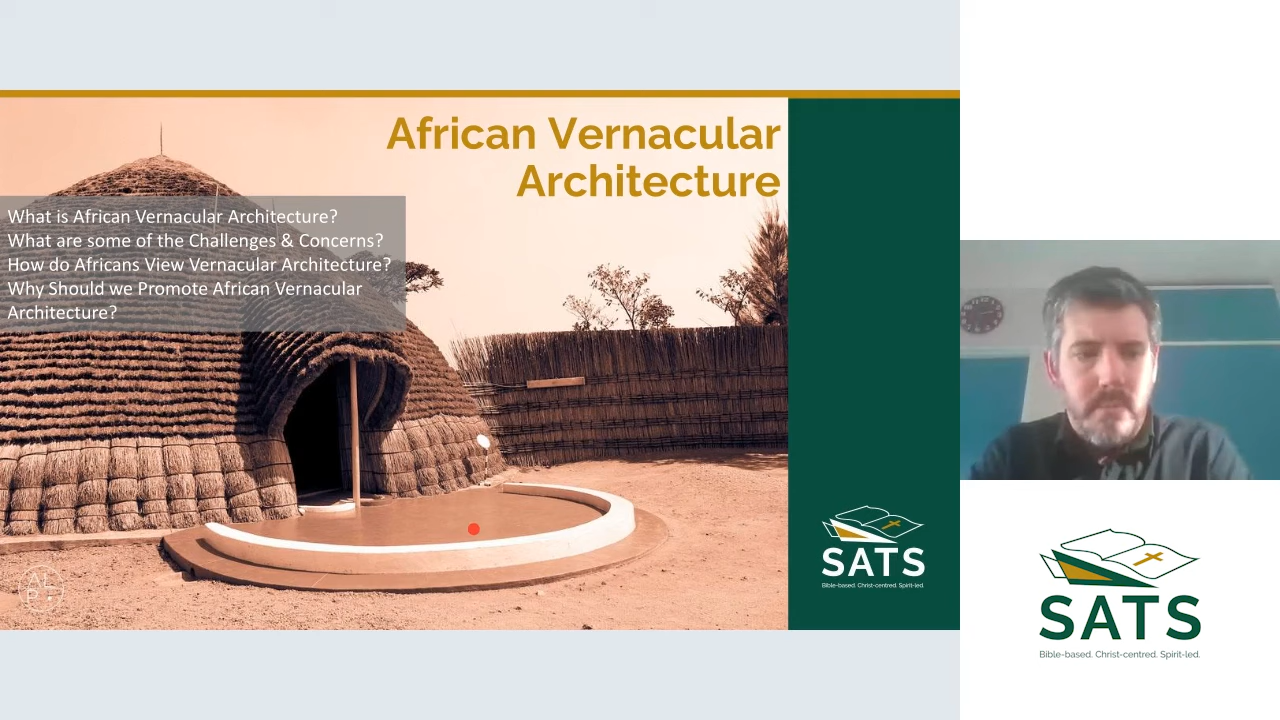 African Vernacular
Architecture
What is African Vernacular Architecture?
What are some of the Challenges & Concerns?
How do Africans View Vernacular Architecture?
Why Should we Promote African Vernacular
Architecture?
SATS
Bible-based. Christ-centred. Spirit-led.
SATS
Bible-based. Christ-centred. Spirit-led.